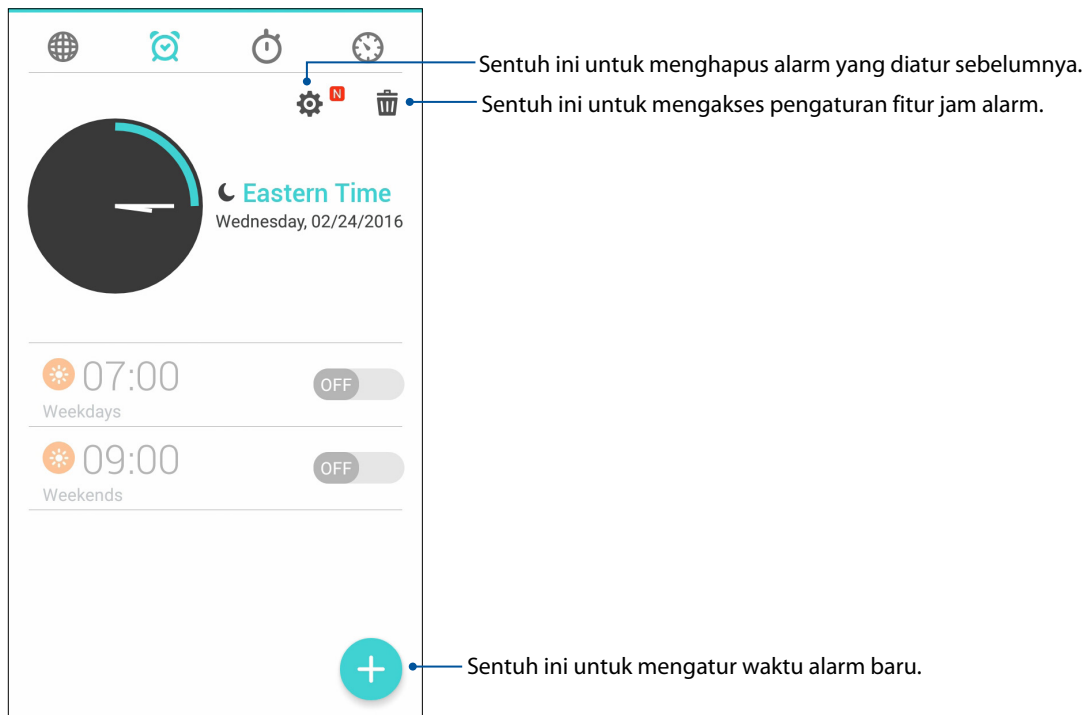 Sentuh ini untuk menghapus alarm yang diatur sebelumnya.
N
Sentuh ini untuk mengakses pengaturan fitur jam alarm.
Eastern Time
Wednesday, 02/24/2016
07:00
OFF
Weekdays
09:00
OFF
Weekends
Sentuh ini untuk mengatur waktu alarm baru.